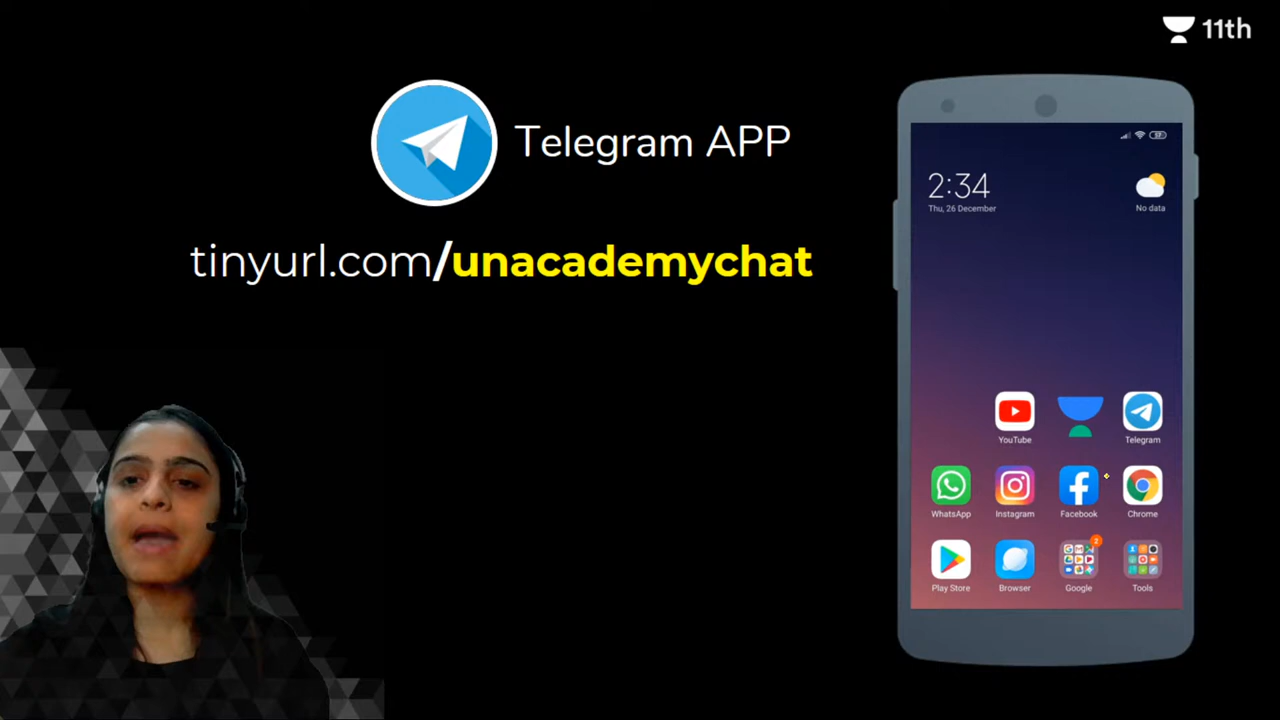 11th
Telegram APP
tinyurl.com/unacademychat
2:34
Thu, 26 December
No data
YouTube
Telegram
WhatsApp
Instagram
Facebook
Chrome
2
Play Store
Browser
Google
Tools